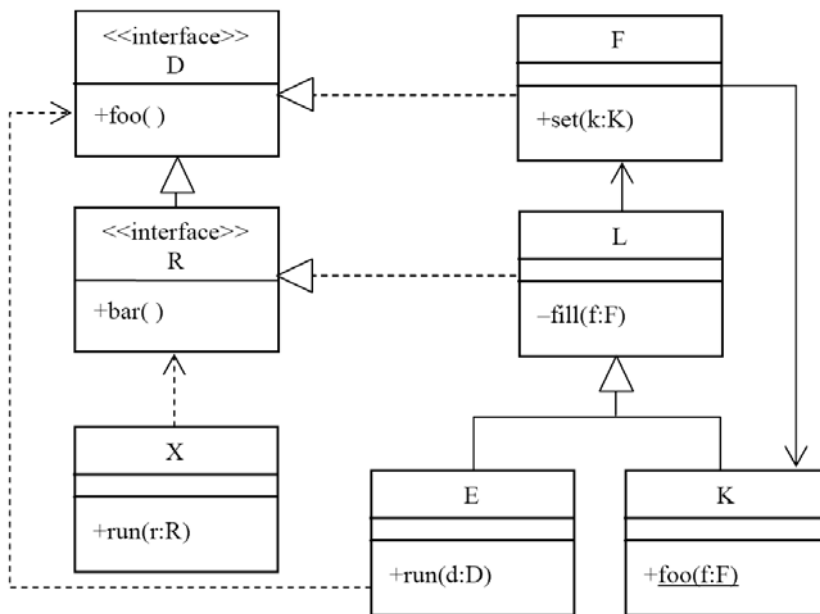 <<interface>>
D
+foo( )
F
+set(k:K)
<<interface>>
R
+bar( )
L
–fill(f:F)
X
+run(r:R)
E
+run(d:D)
K
+foo(f:F)